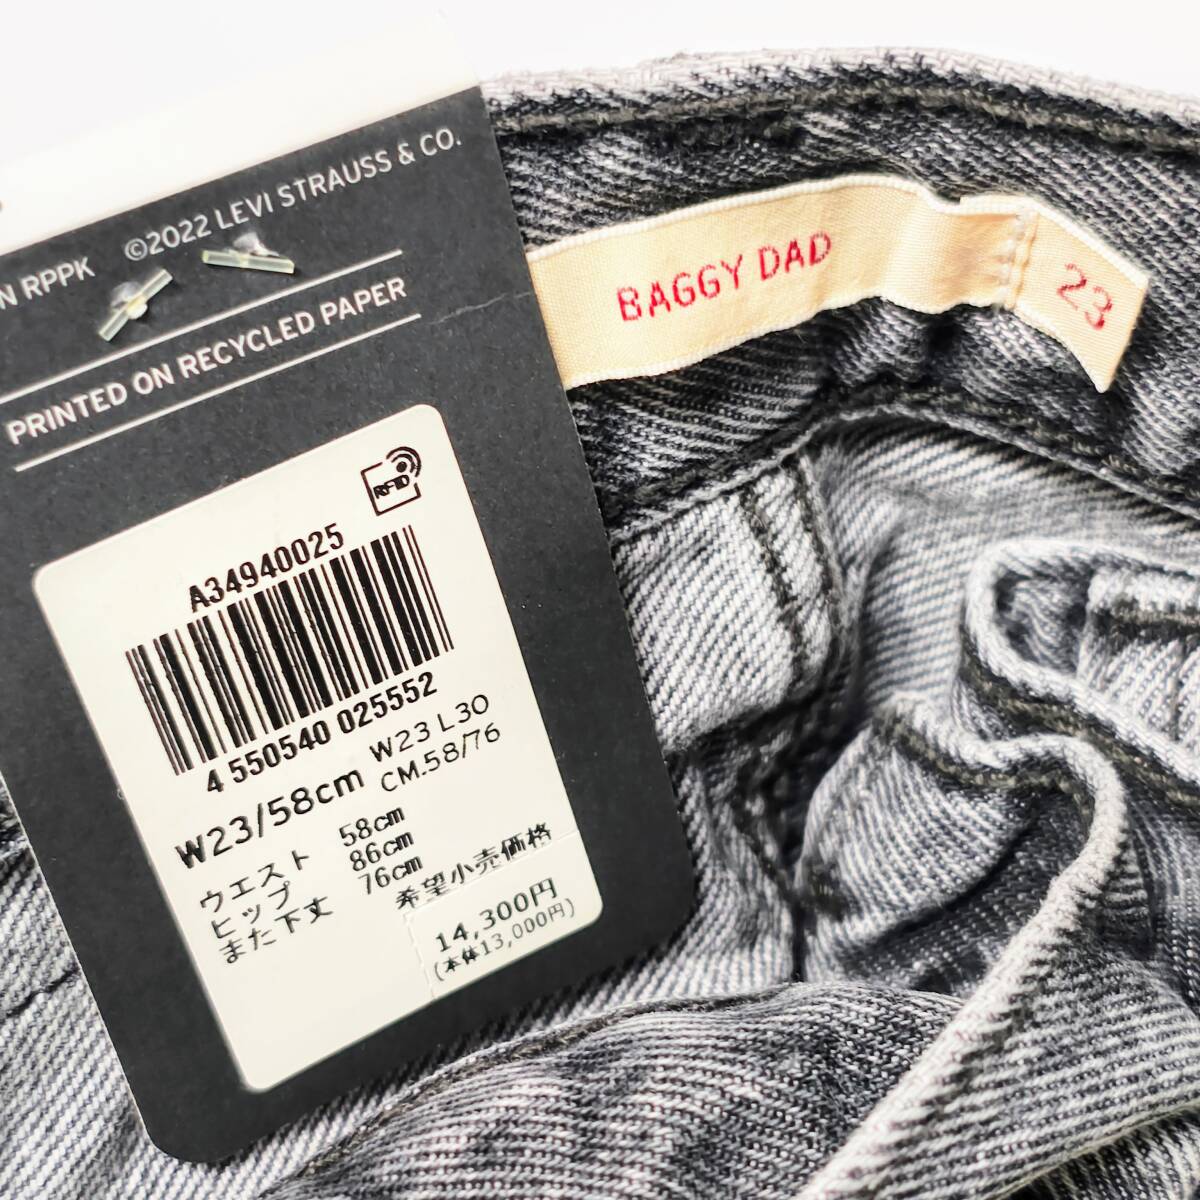 ©2022 LEVI STRAUSS & CO.
N RPPK
PRINTED ON RECYCLED PAPER
RFID
A34940025
4 550540 025552
W23/58cm
W23 L30
CM.58/76
ウエスト 58cm
ヒップ 86cm
また下丈 76cm
希望小売価格
14,300円
(本体13,000円)
BAGGY DAD
23